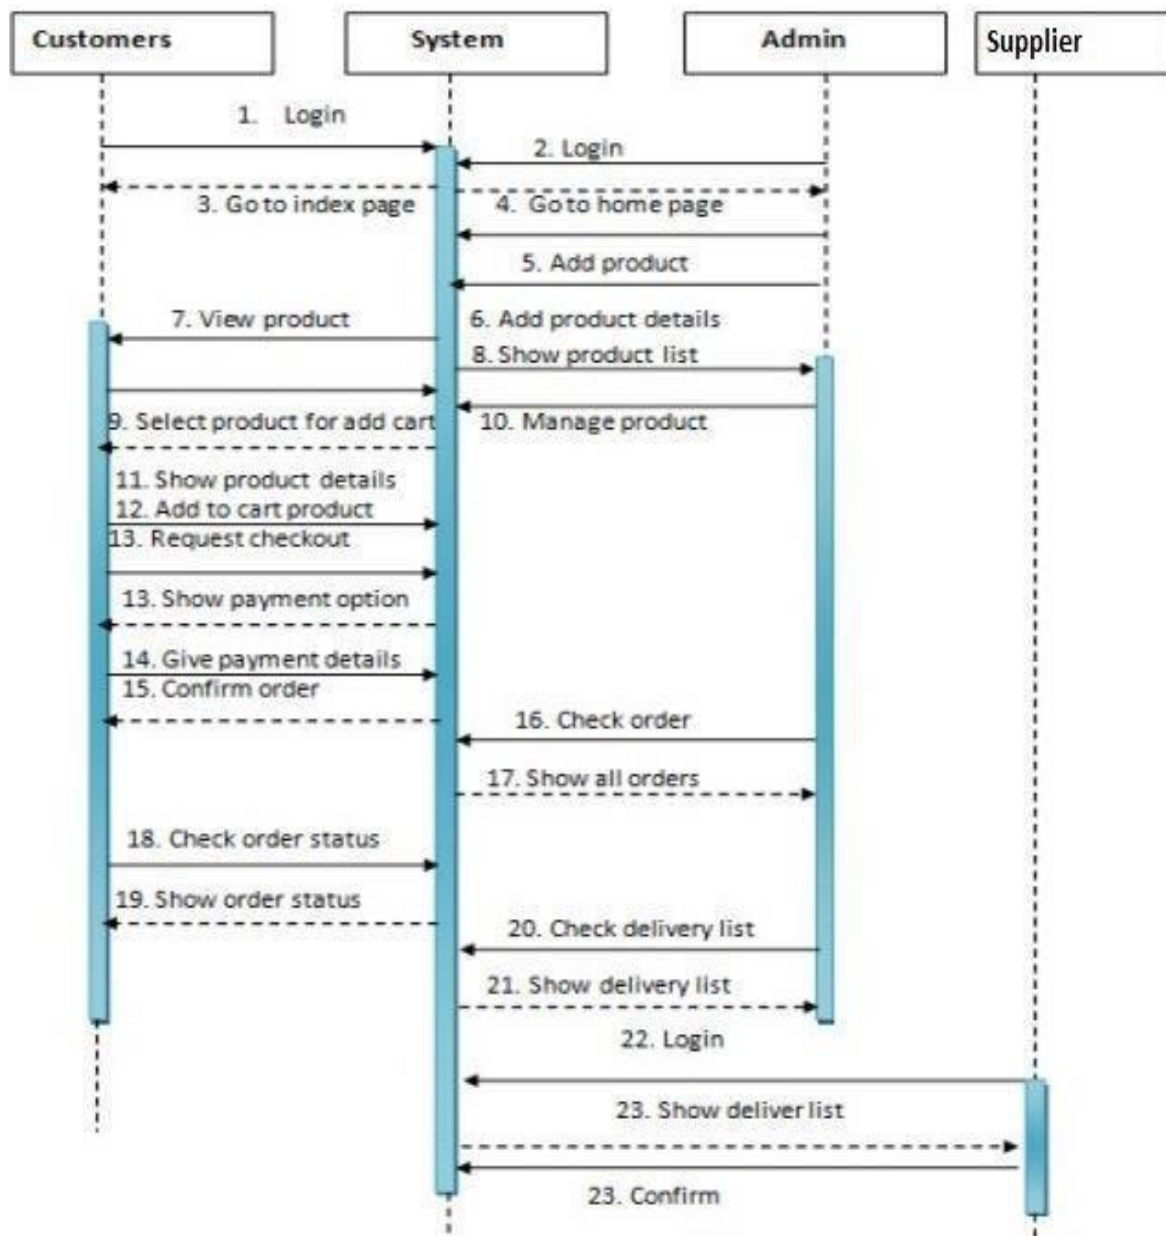 Customers
System
Admin
Supplier
1. Login
2. Login
3. Go to index page
4. Go to home page
5. Add product
7. View product
6. Add product details
8. Show product list
9. Select product for add cart
10. Manage product
11. Show product details
12. Add to cart product
13. Request checkout
13. Show payment option
14. Give payment details
15. Confirm order
16. Check order
17. Show all orders
18. Check order status
19. Show order status
20. Check delivery list
21. Show delivery list
22. Login
23. Show deliver list
23. Confirm